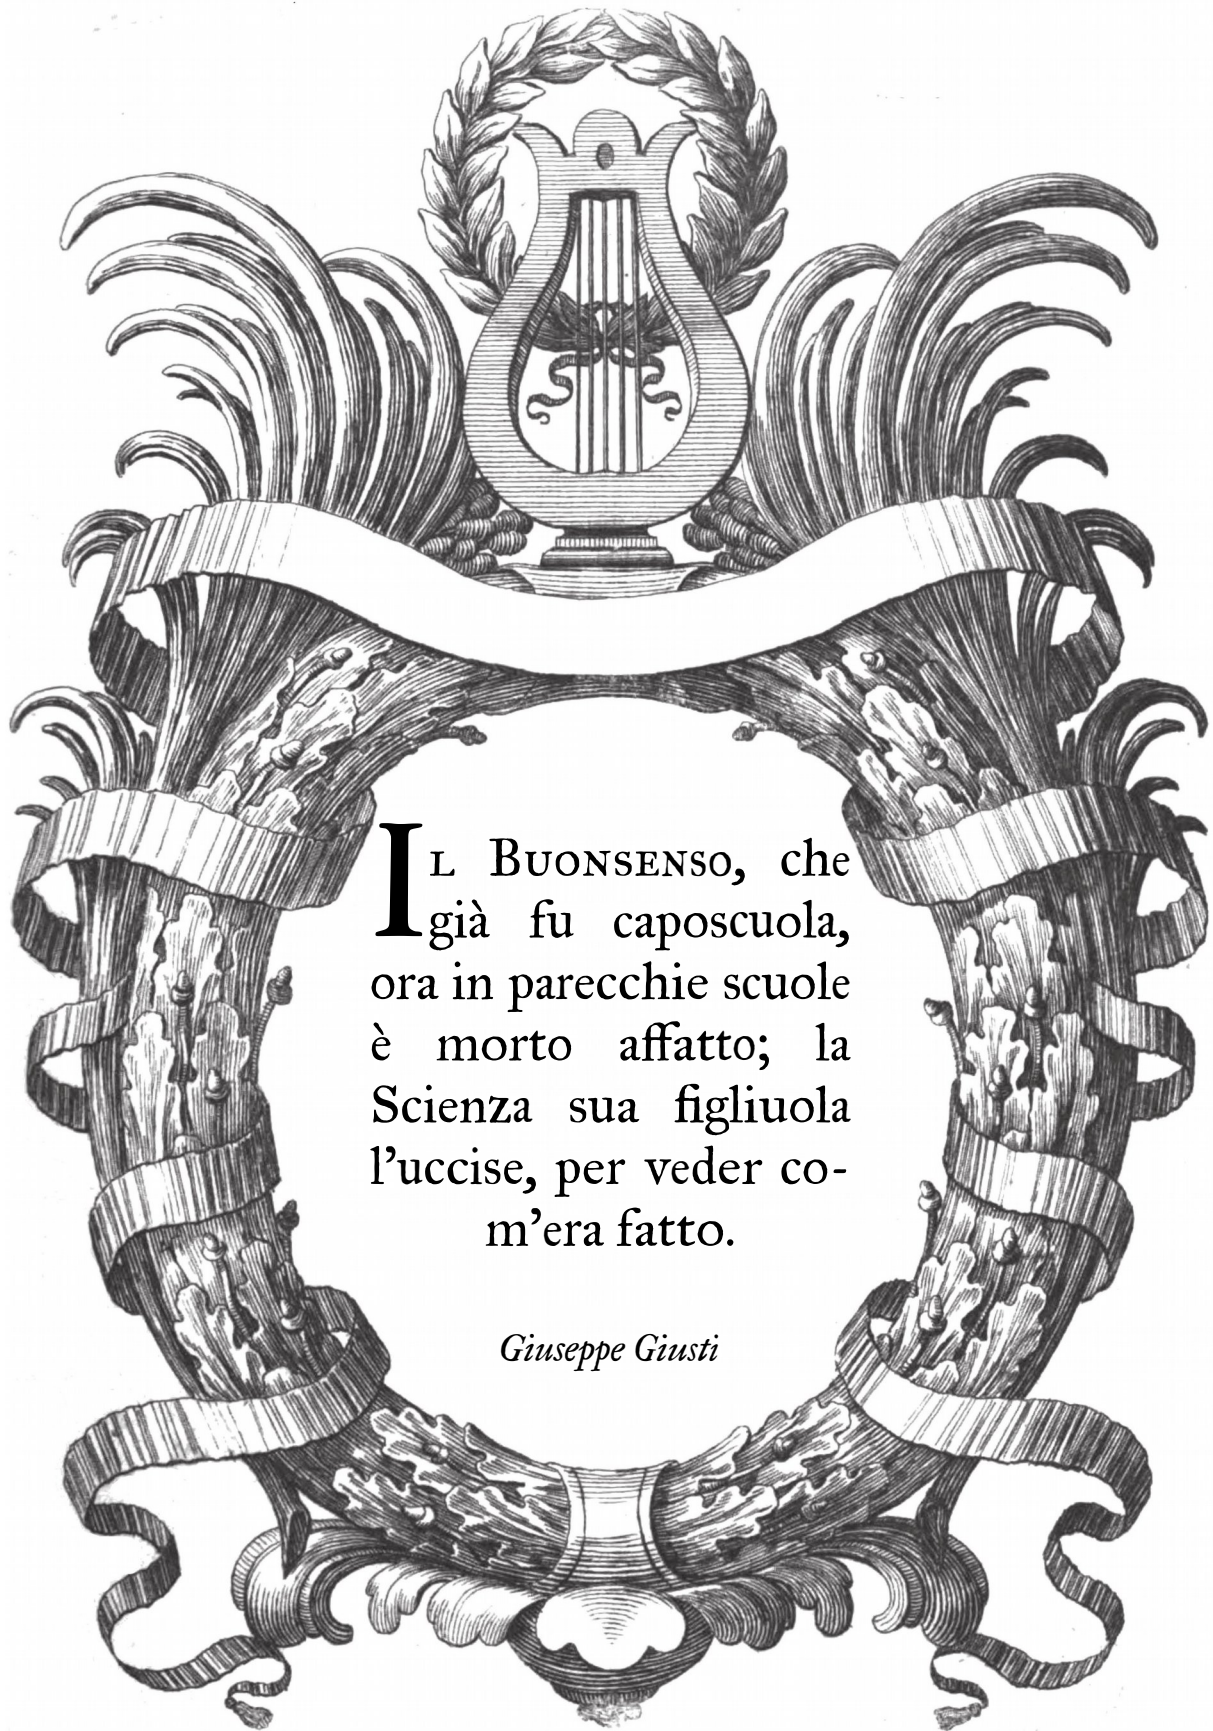 Il Buonsenso, che
già fu caposcuola,
ora in parecchie scuole
è morto affatto; la
Scienza sua figliuola
l’uccise, per veder co-
m’era fatto.
Giuseppe Giusti